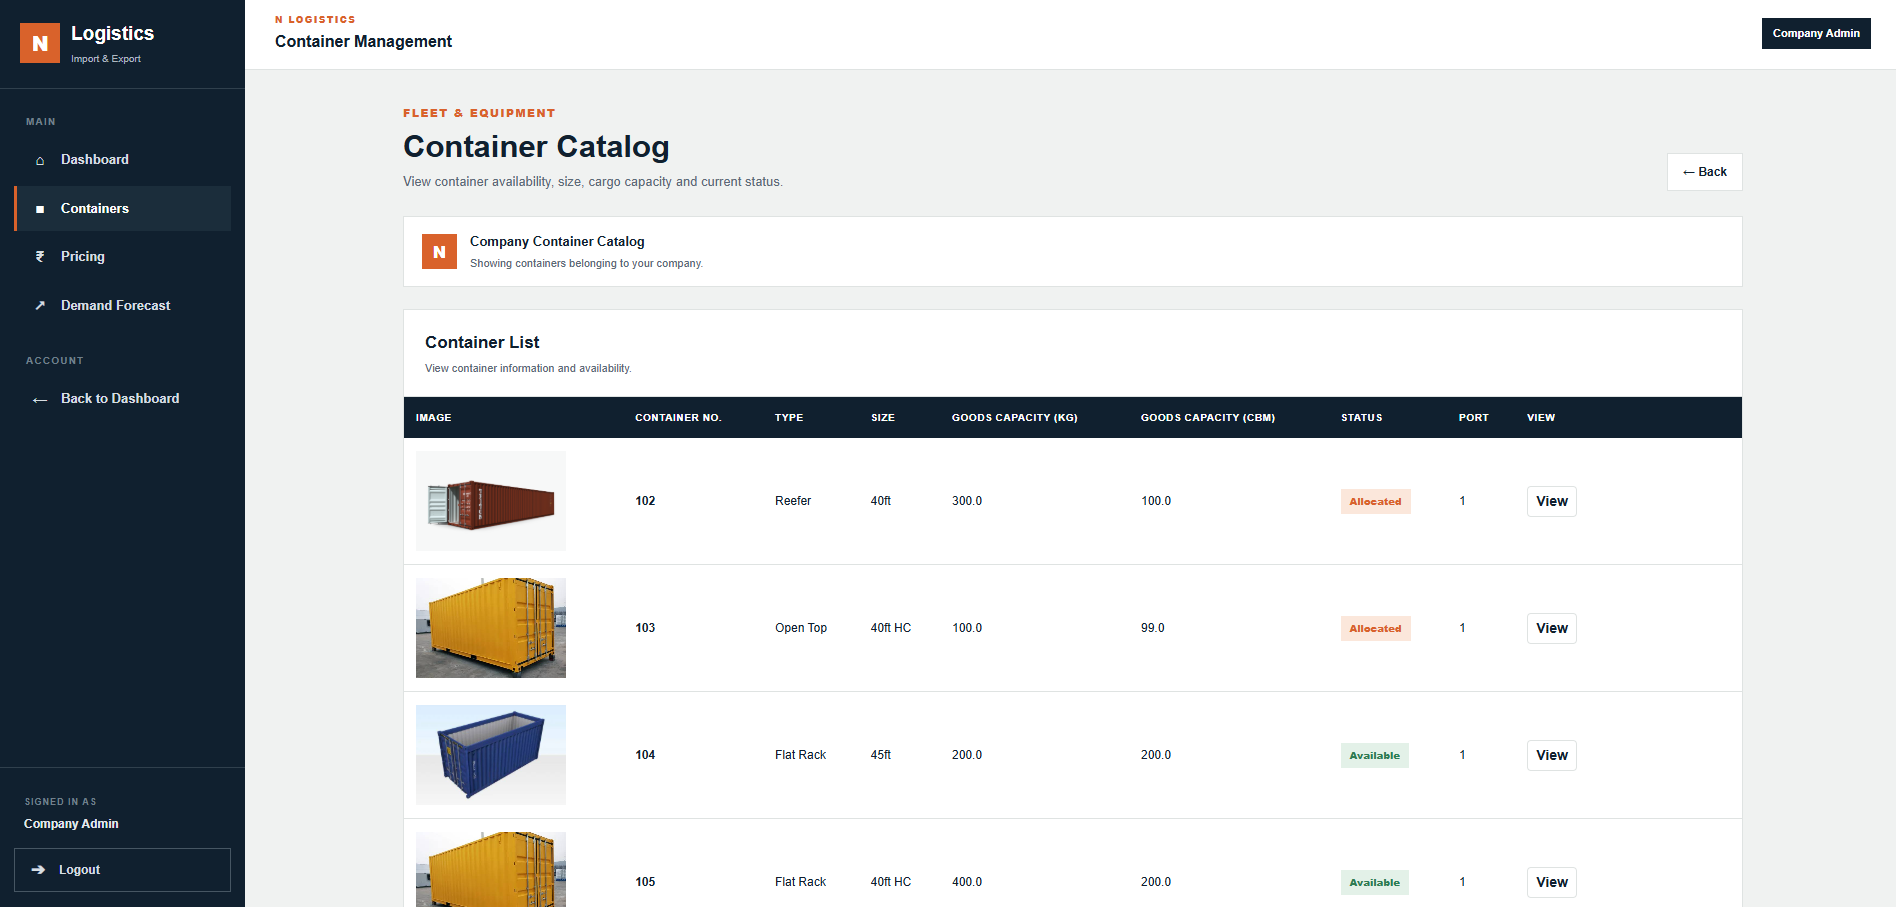 N
Logistics
Import & Export
MAIN
⌂ Dashboard
■ Containers
₹ Pricing
↗ Demand Forecast
ACCOUNT
← Back to Dashboard
SIGNED IN AS
Company Admin
➔ Logout
N LOGISTICS
Container Management
Company Admin
FLEET & EQUIPMENT
Container Catalog
View container availability, size, cargo capacity and current status.
← Back
N
Company Container Catalog
Showing containers belonging to your company.
Container List
View container information and availability.
IMAGE CONTAINER NO. TYPE SIZE GOODS CAPACITY (KG) GOODS CAPACITY (CBM) STATUS PORT VIEW
102 Reefer 40ft 300.0 100.0 Allocated 1 View
103 Open Top 40ft HC 100.0 99.0 Allocated 1 View
104 Flat Rack 45ft 200.0 200.0 Available 1 View
105 Flat Rack 40ft HC 400.0 200.0 Available 1 View